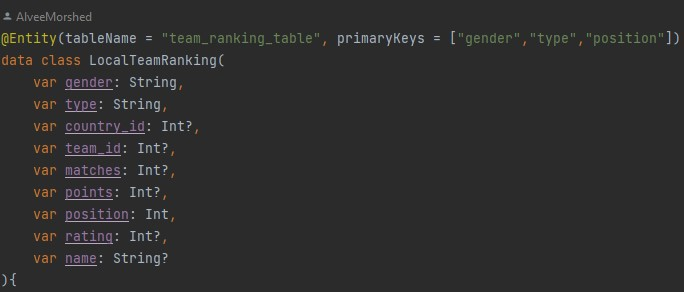 AlveeMorshed
@Entity(tableName = "team_ranking_table", primaryKeys = ["gender","type","position"])
data class LocalTeamRanking(
    var gender: String,
    var type: String,
    var country_id: Int?,
    var team_id: Int?,
    var matches: Int?,
    var points: Int?,
    var position: Int,
    var rating: Int?,
    var name: String?
){